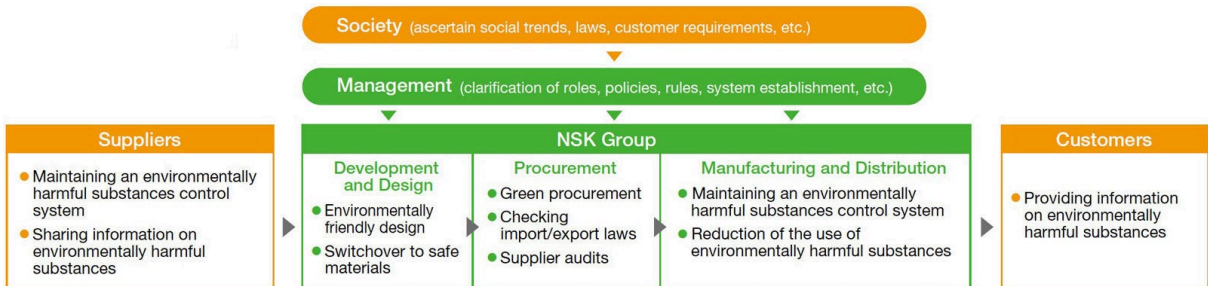 Society (ascertain social trends, laws, customer requirements, etc.)
Management (clarification of roles, policies, rules, system establishment, etc.)
Suppliers
Maintaining an environmentally
harmful substances control
system
Sharing information on
environmentally harmful
substances
NSK Group
Development
and Design
Environmentally
friendly design
Switchover to safe
materials
Procurement
Green procurement
Checking
import/export laws
Supplier audits
Manufacturing and Distribution
Maintaining an environmentally
harmful substances control system
Reduction of the use of
environmentally harmful substances
Customers
Providing information
on environmentally
harmful substances